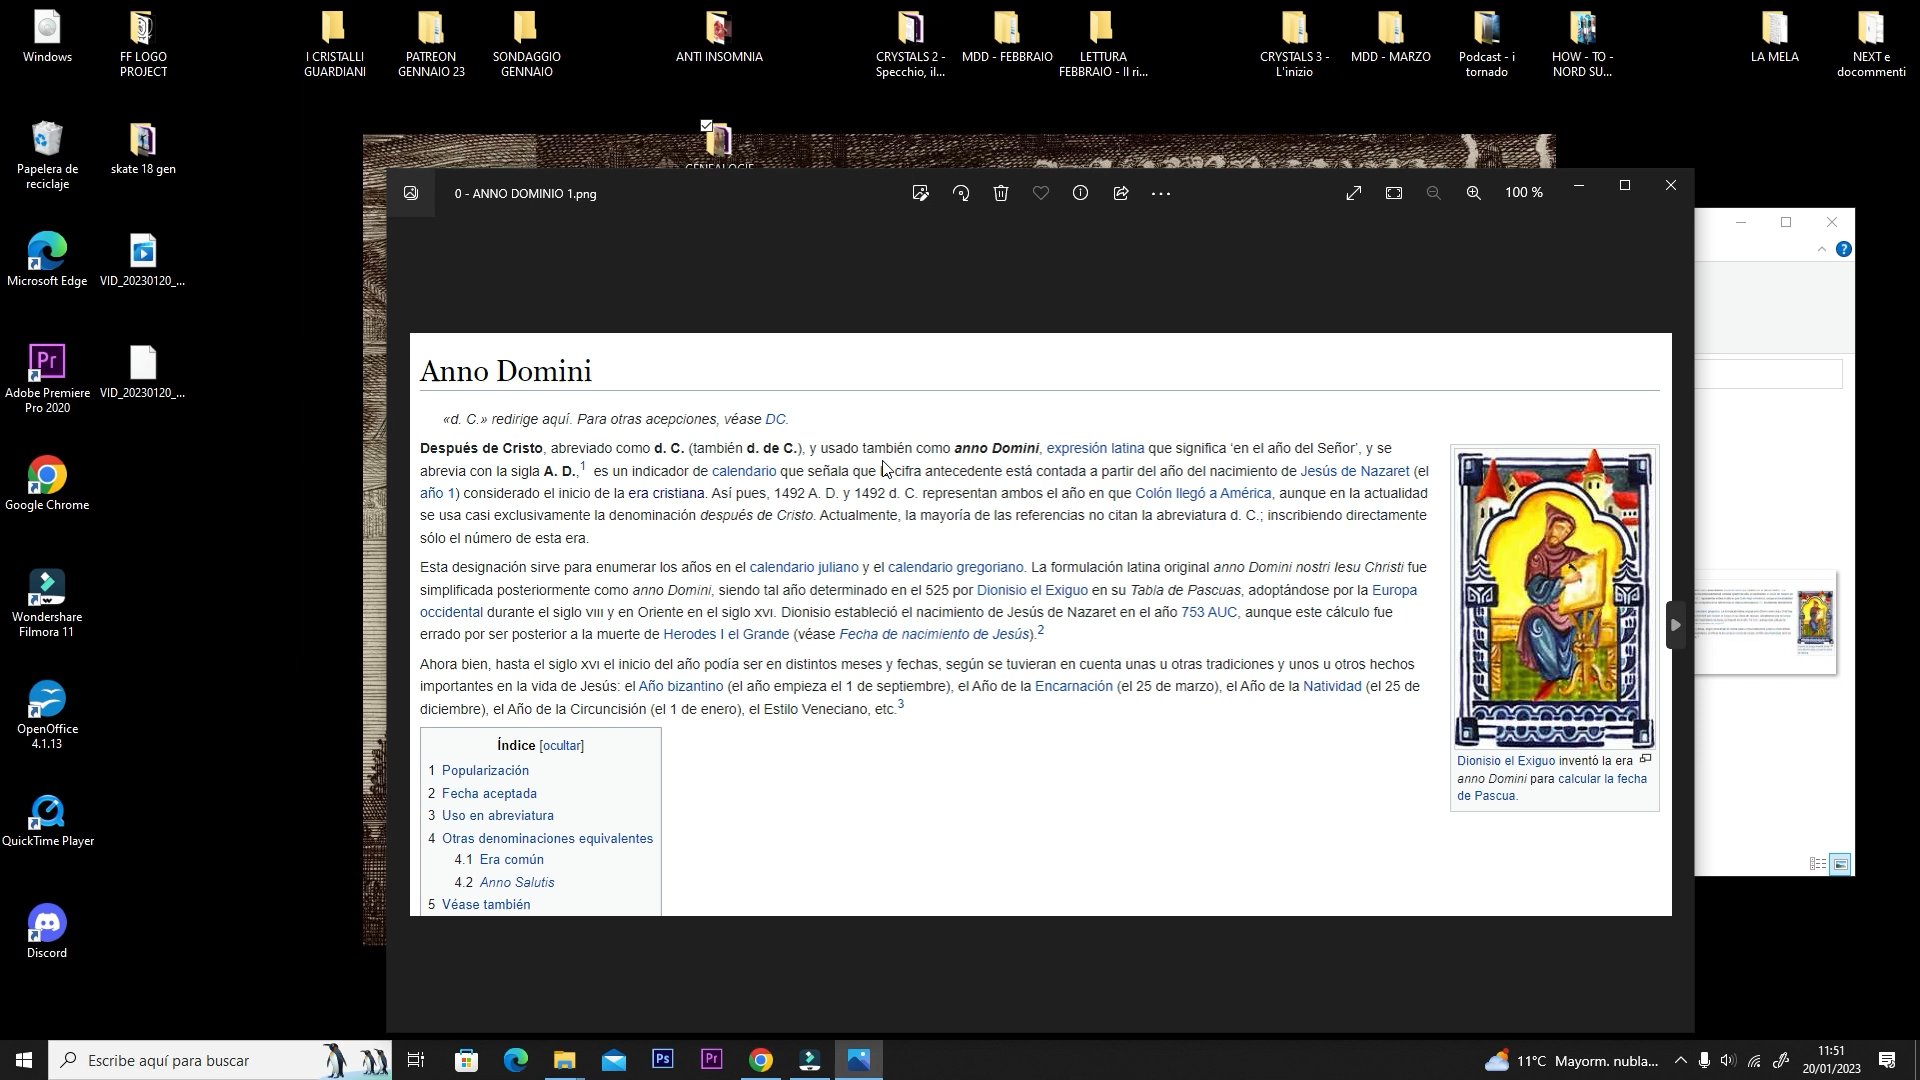 Windows
FF LOGO
PROJECT
I CRISTALLI
GUARDIANI
PATREON
GENNAIO 23
SONDAGGIO
GENNAIO
ANTI INSOMNIA
CRYSTALS 2 -
Specchio, il...
MDD - FEBBRAIO
LETTURA
FEBBRAIO - Il ri...
CRYSTALS 3 -
L'inizio
MDD - MARZO
Podcast - i
tornado
HOW - TO -
NORD SU...
LA MELA
NEXT e
docommenti
Papelera de
reciclaje
skate 18 gen
Microsoft Edge
VID_20230120_...
Adobe Premiere
Pro 2020
VID_20230120_...
Google Chrome
Wondershare
Filmora 11
OpenOffice
4.1.13
QuickTime Player
Discord
0 - ANNO DOMINIO 1.png
100 %
Anno Domini
«d. C.» redirige aquí. Para otras acepciones, véase DC.
Después de Cristo, abreviado como d. C. (también d. de C.), y usado también como anno Domini, expresión latina que significa ‘en el año del Señor’, y se
abrevia con la sigla A. D.,1 es un indicador de calendario que señala que cifra antecedente está contada a partir del año del nacimiento de Jesús de Nazaret (el
año 1) considerado el inicio de la era cristiana. Así pues, 1492 A. D. y 1492 d. C. representan ambos el año en que Colón llegó a América, aunque en la actualidad
se usa casi exclusivamente la denominación después de Cristo. Actualmente, la mayoría de las referencias no citan la abreviatura d. C.; inscribiendo directamente
sólo el número de esta era.
Esta designación sirve para enumerar los años en el calendario juliano y el calendario gregoriano. La formulación latina original anno Domini nostri Iesu Christi fue
simplificada posteriormente como anno Domini, siendo tal año determinado en el 525 por Dionisio el Exiguo en su Tabla de Pascuas, adoptándose por la Europa
occidental durante el siglo VIII y en Oriente en el siglo XVI. Dionisio estableció el nacimiento de Jesús de Nazaret en el año 753 AUC, aunque este cálculo fue
errado por ser posterior a la muerte de Herodes I el Grande (véase Fecha de nacimiento de Jesús).2
Ahora bien, hasta el siglo XVI el inicio del año podía ser en distintos meses y fechas, según se tuvieran en cuenta unas u otras tradiciones y unos u otros hechos
importantes en la vida de Jesús: el Año bizantino (el año empieza el 1 de septiembre), el Año de la Encarnación (el 25 de marzo), el Año de la Natividad (el 25 de
diciembre), el Año de la Circuncisión (el 1 de enero), el Estilo Veneciano, etc.3
Dionisio el Exiguo inventó la era
anno Domini para calcular la fecha
de Pascua.
Índice [ocultar]
1 Popularización
2 Fecha aceptada
3 Uso en abreviatura
4 Otras denominaciones equivalentes
4.1 Era común
4.2 Anno Salutis
5 Véase también
Escribe aquí para buscar
11°C Mayorm. nubla...
11:51
20/01/2023